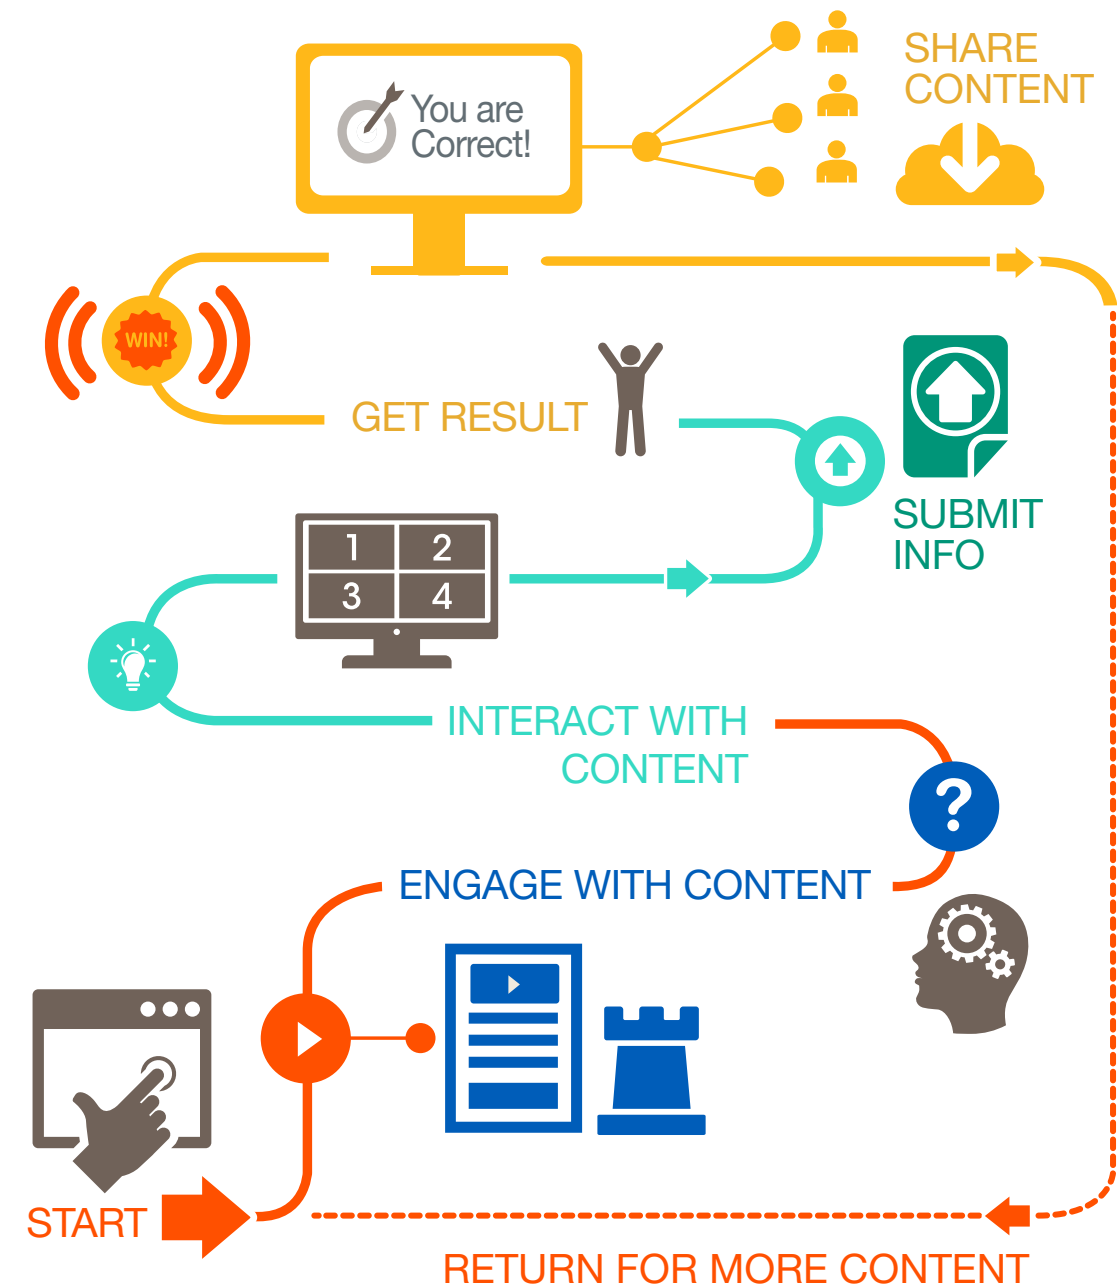 SHARE
CONTENT
You are
Correct!
WIN!
GET RESULT
SUBMIT
INFO
1 2
3 4
INTERACT WITH
CONTENT
?
ENGAGE WITH CONTENT
START
RETURN FOR MORE CONTENT